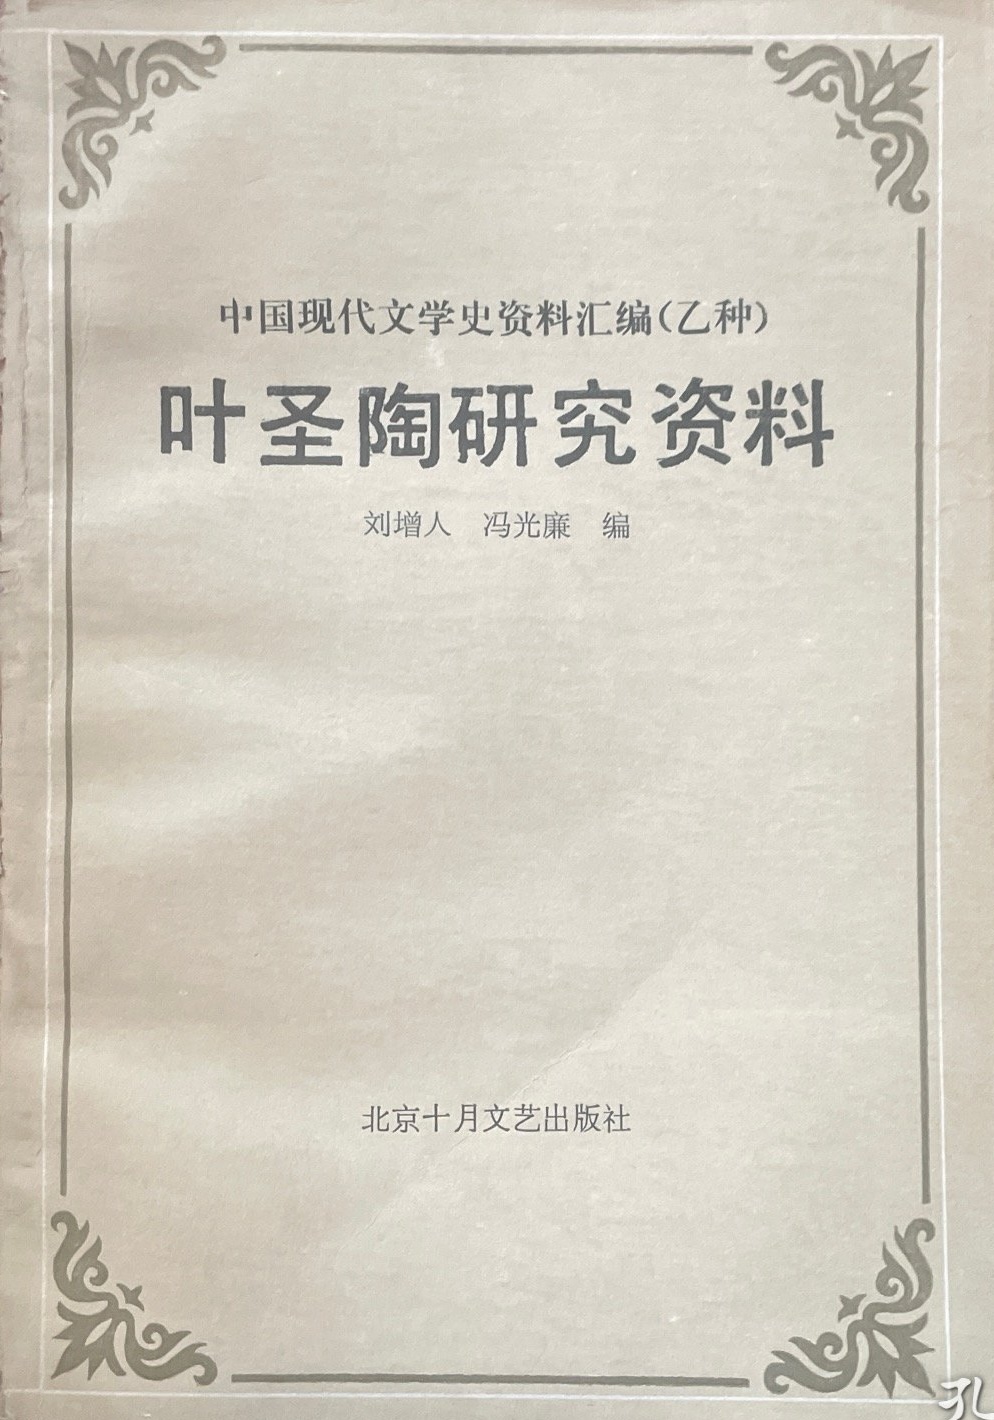 中国现代文学史资料汇编(乙种)
叶圣陶研究资料
刘增人 冯光廉 编
北京十月文艺出版社
孔